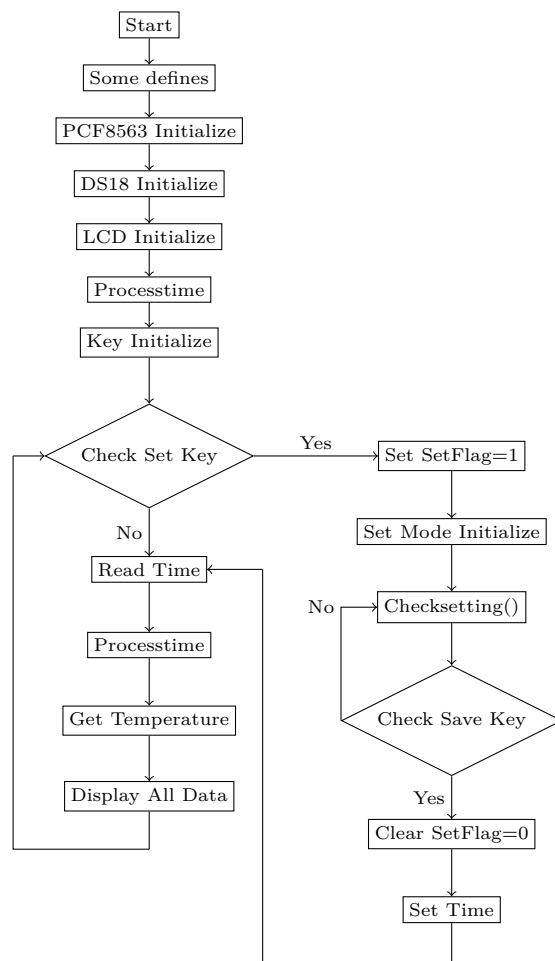 Start
Some defines
PCF8563 Initialize
DS18 Initialize
LCD Initialize
Processtime
Key Initialize
Check Set Key
Yes
Set SetFlag=1
No
Set Mode Initialize
Read Time
No
Checksetting()
Processtime
Get Temperature
Check Save Key
Display All Data
Yes
Clear SetFlag=0
Set Time